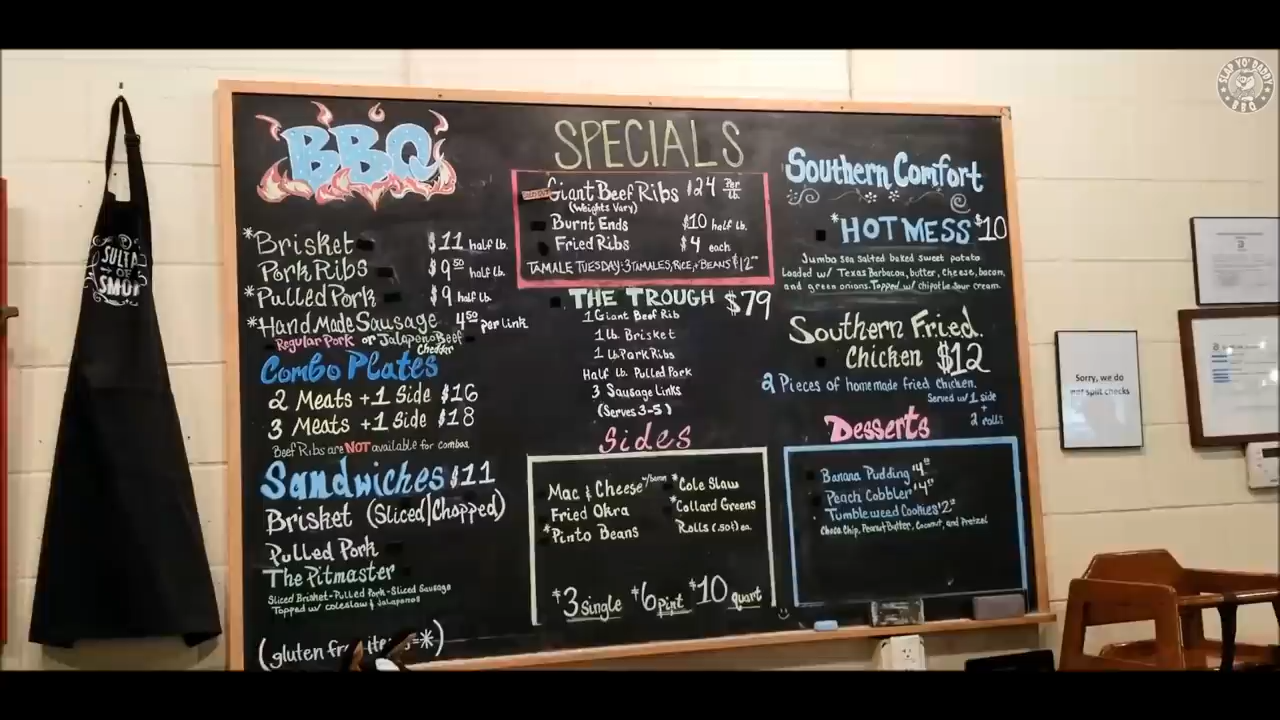 SLAP YO' DADDY
BBQ
BBQ
*Brisket $11 half lb.
Pork Ribs $9⁵⁰ half lb.
*Pulled Pork $9 half lb.
*Hand Made Sausage 4⁵⁰ per link
Regular Pork or Jalapeno Beef
Cheddar
Combo Plates
2 Meats +1 Side $16
3 Meats +1 Side $18
Beef Ribs are NOT available for combos
Sandwiches $11
Brisket (Sliced/Chopped)
Pulled Pork
The Pitmaster
Sliced Brisket-Pulled Pork-Sliced Sausage
Topped w/ coleslaw & Jalapenos
(gluten =*)
SPECIALS
Giant Beef Ribs $24 Per lb.
(Weights Vary)
Burnt Ends $10 half lb.
Fried Ribs $4 each
TAMALE TUESDAY: 3 TAMALES, RICE, + BEANS $12
THE TROUGH $79
1 Giant Beef Rib
1 lb Brisket
1 lb Pork Ribs
Half lb. Pulled Pork
3 Sausage Links
(Serves 3-5)
Sides
Mac & Cheese
Fried Okra
*Pinto Beans
*Cole Slaw
*Collard Greens
Rolls (.50¢) ea.
$3 single $6 pint $10 quart
Southern Comfort
*HOT MESS $10
Jumbo sea salted baked sweet potato
Loaded w/ Texas Barbacoa, butter, cheese, bacon,
and green onions. Topped w/ chipotle sour cream.
Southern Fried
Chicken $12
2 Pieces of homemade fried chicken.
Served w/ 1 side
+
2 rolls
Desserts
Banana Pudding $4
Peach Cobbler $4
Tumbleweed Cookies $2
Choco Chip, Peanut Butter, Coconut, and Pretzel
Sorry, we do
not split checks